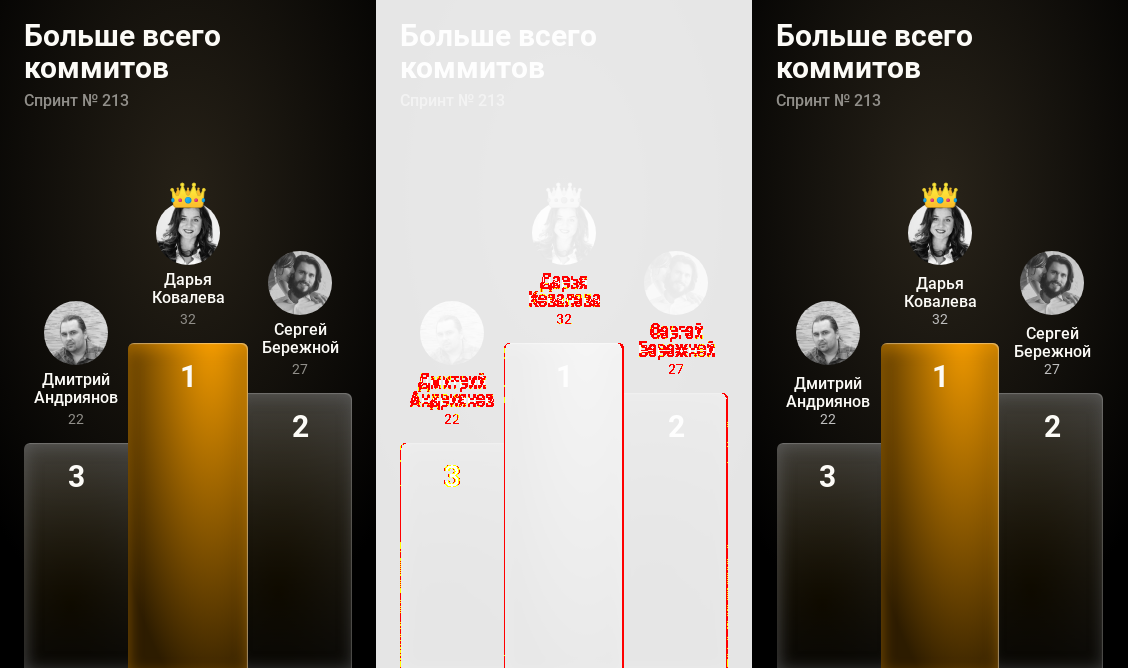 Больше всего
коммитов
Спринт № 213
Дарья
Ковалева
32
Сергей
Бережной
27
Дмитрий
Андриянов
22
1
2
3
Больше всего
коммитов
Спринт № 213
32
27
22
1
2
3
Больше всего
коммитов
Спринт № 213
Дарья
Ковалева
32
Сергей
Бережной
27
Дмитрий
Андриянов
22
1
2
3